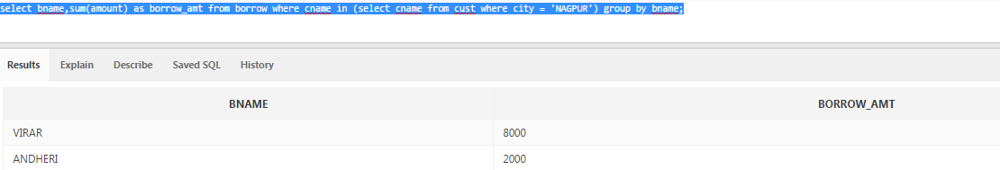 select bname,sum(amount) as borrow_amt from borrow where cname in (select cname from cust where city = 'NAGPUR') group by bname;
Results Explain Describe Saved SQL History
BNAME BORROW_AMT
VIRAR 8000
ANDHERI 2000